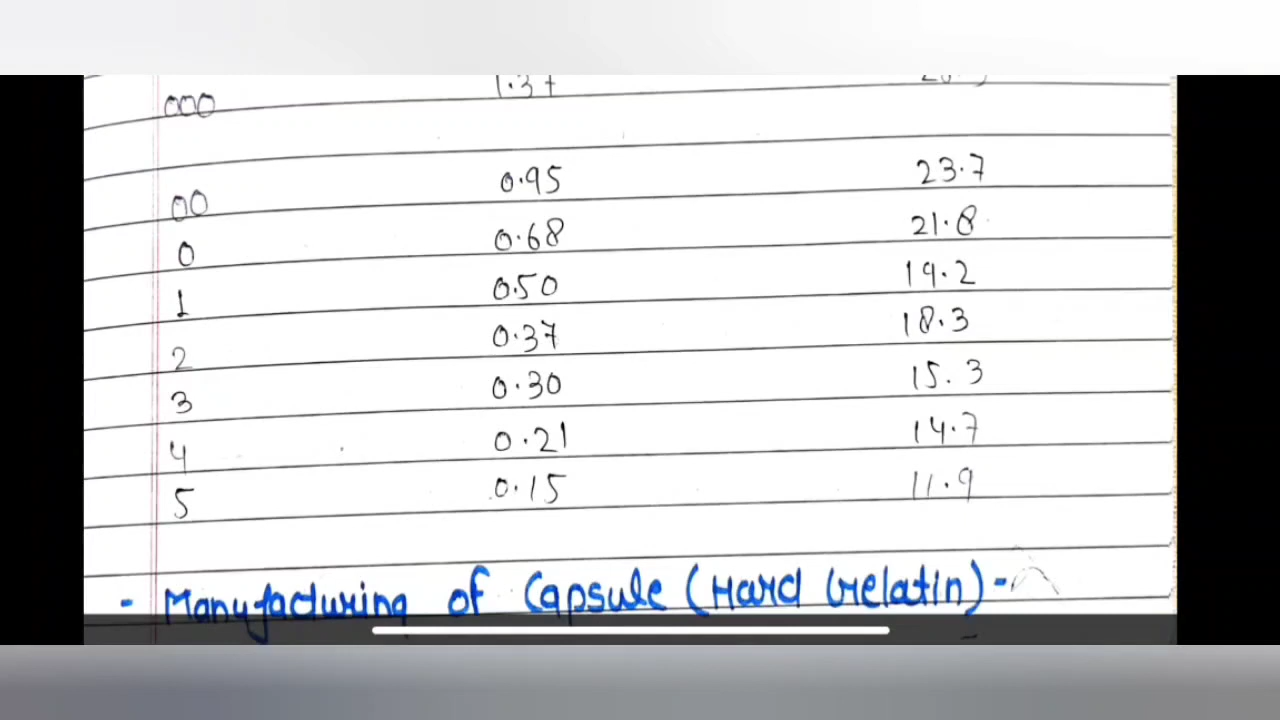 000 1.37
00 0.95 23.7
0 0.68 21.8
1 0.50 19.2
2 0.37 18.3
3 0.30 15.3
4 0.21 14.7
5 0.15 11.9
- Manufacturing of Capsule (Hard Gelatin) -